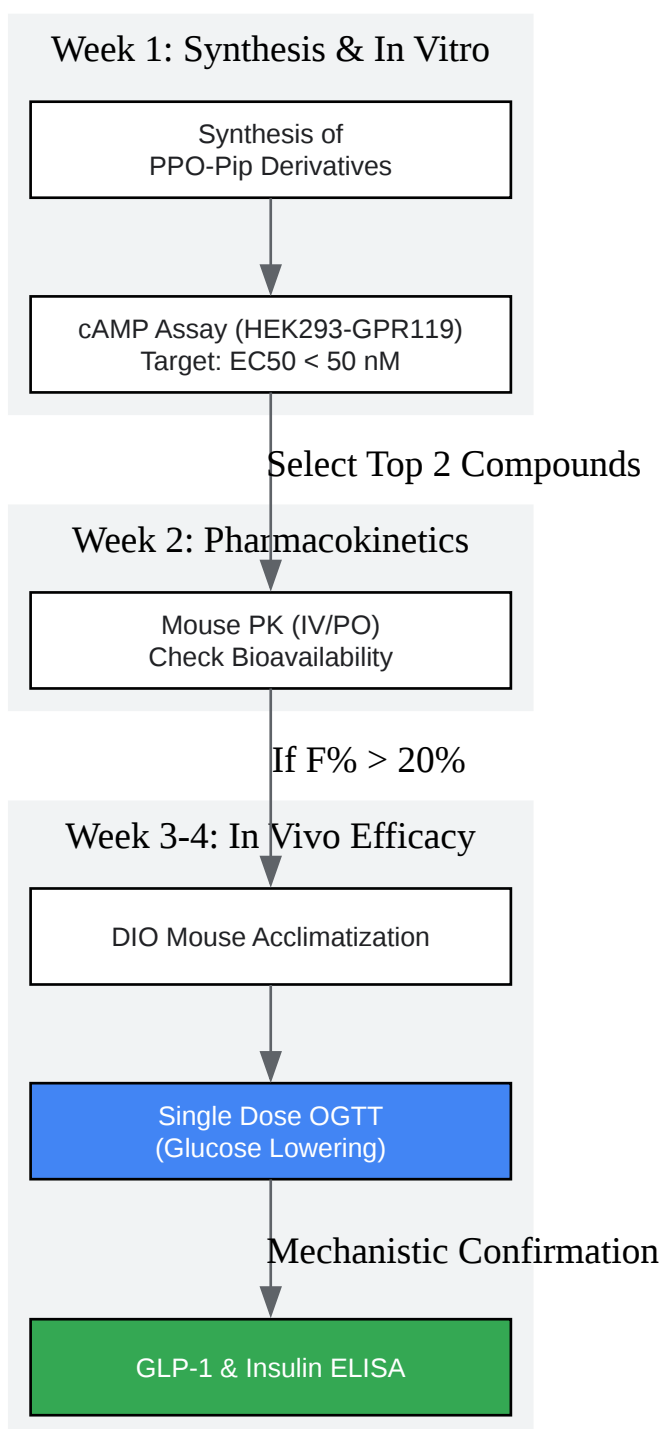 Week 1: Synthesis & In Vitro
Synthesis of
PPO-Pip Derivatives
cAMP Assay (HEK293-GPR119)
Target: EC50 < 50 nM
Select Top 2 Compounds
Week 2: Pharmacokinetics
Mouse PK (IV/PO)
Check Bioavailability
If F% > 20%
Week 3-4: In Vivo Efficacy
DIO Mouse Acclimatization
Single Dose OGTT
(Glucose Lowering)
Mechanistic Confirmation
GLP-1 & Insulin ELISA